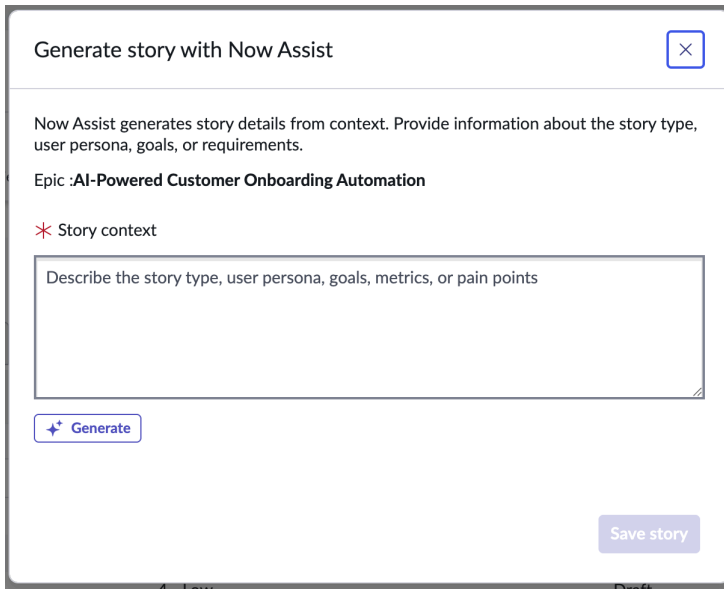 Generate story with Now Assist
Now Assist generates story details from context. Provide information about the story type,
user persona, goals, or requirements.
Epic :AI-Powered Customer Onboarding Automation
Story context
Describe the story type, user persona, goals, metrics, or pain points
Generate
Save story